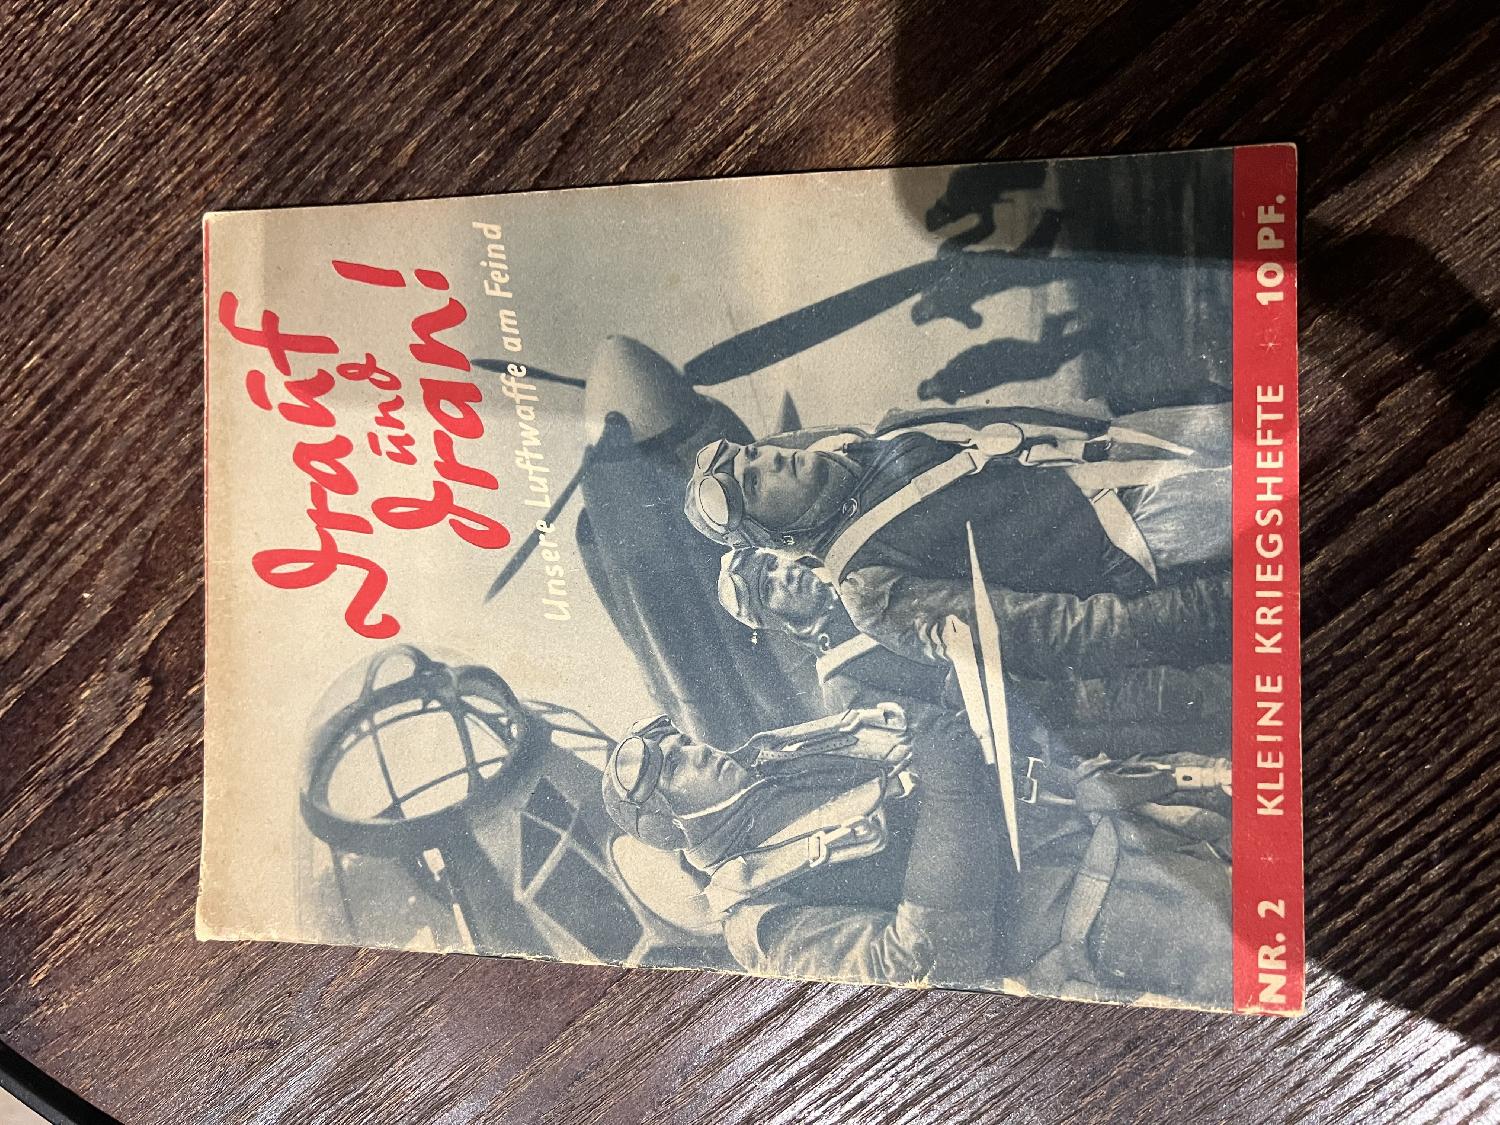 Drauf
und
dran!
Unsere Luftwaffe am Feind
NR. 2 * KLEINE KRIEGSHEFTE * 10 PF.